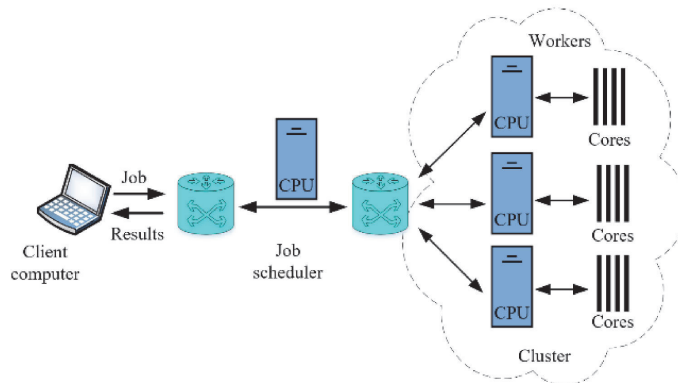 Workers
CPU
Cores
Job
CPU
CPU
Cores
Results
Client
computer
Job
scheduler
CPU
Cores
Cluster